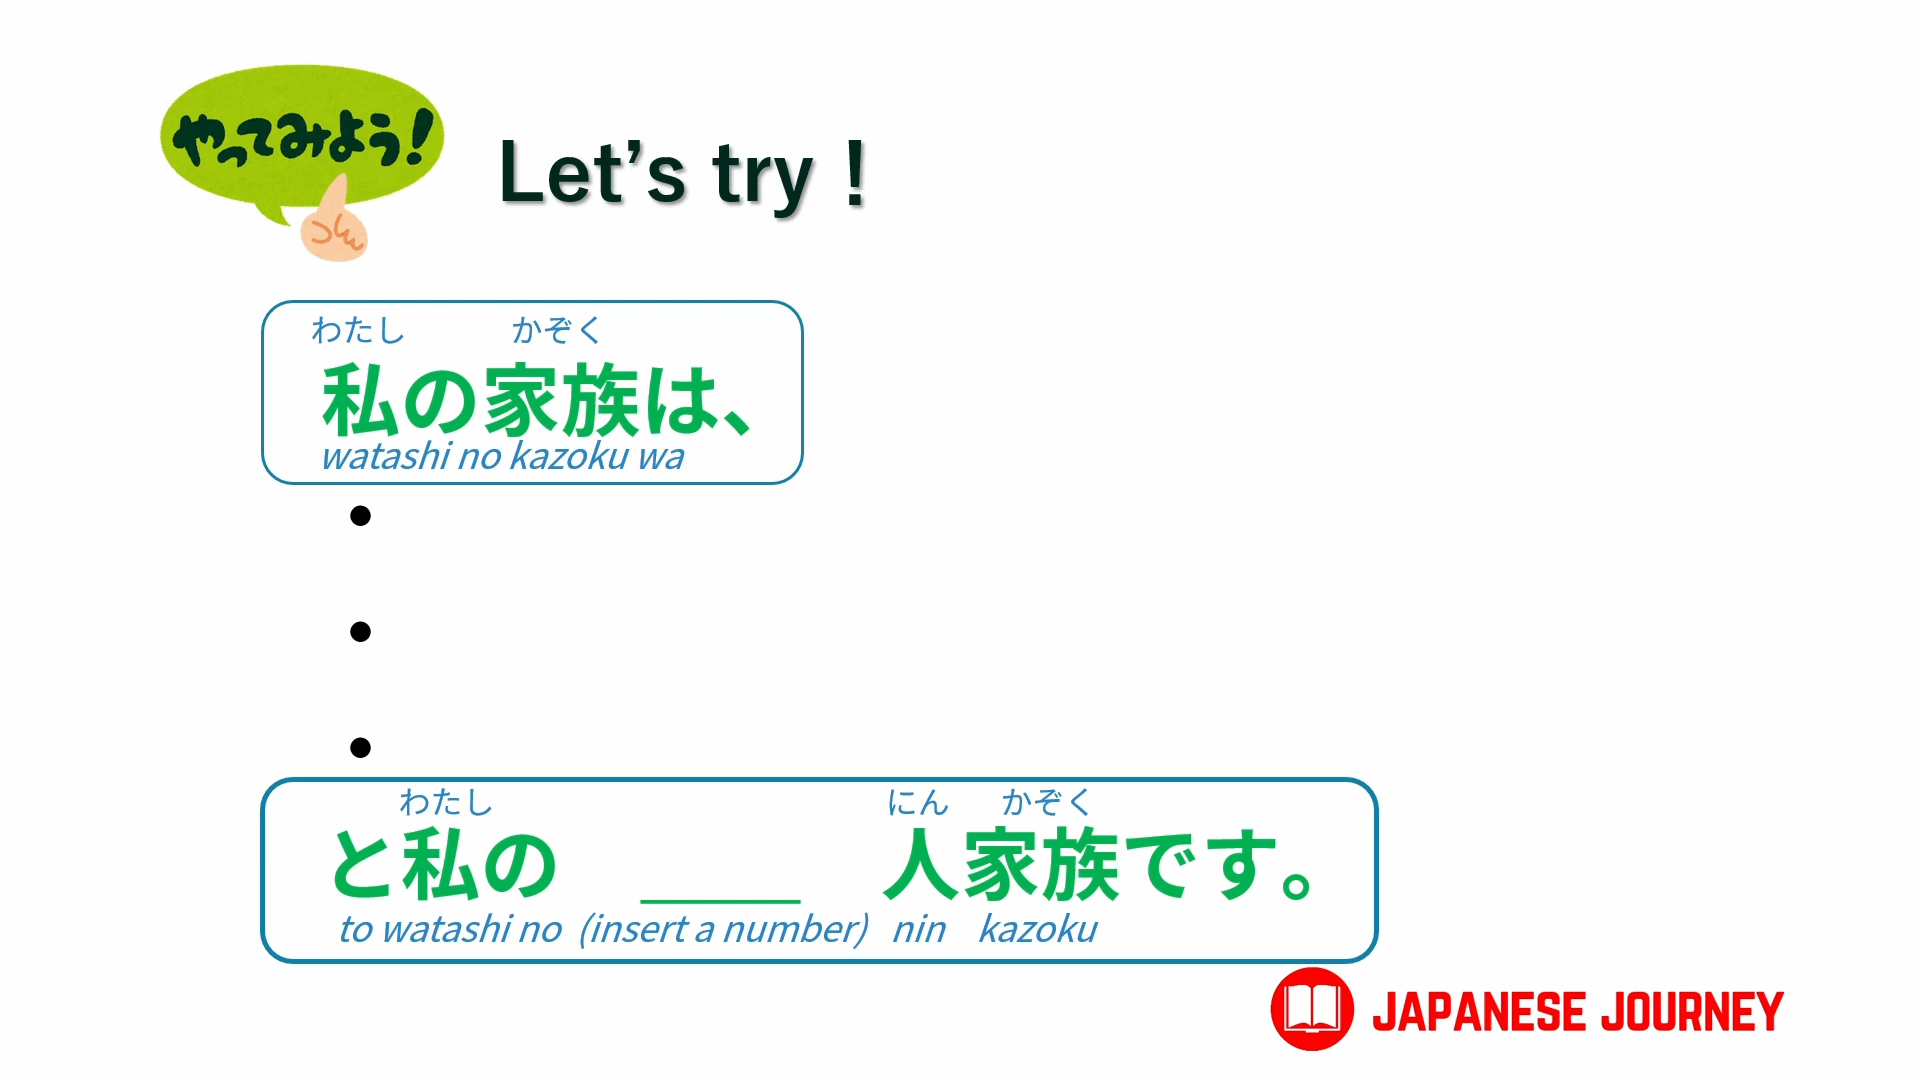 やってみよう!
Let's try!
わたし かぞく
私の家族は、
watashi no kazoku wa
•
•
•
わたし にん かぞく
と私の ____ 人家族です。
to watashi no (insert a number) nin kazoku
JAPANESE JOURNEY